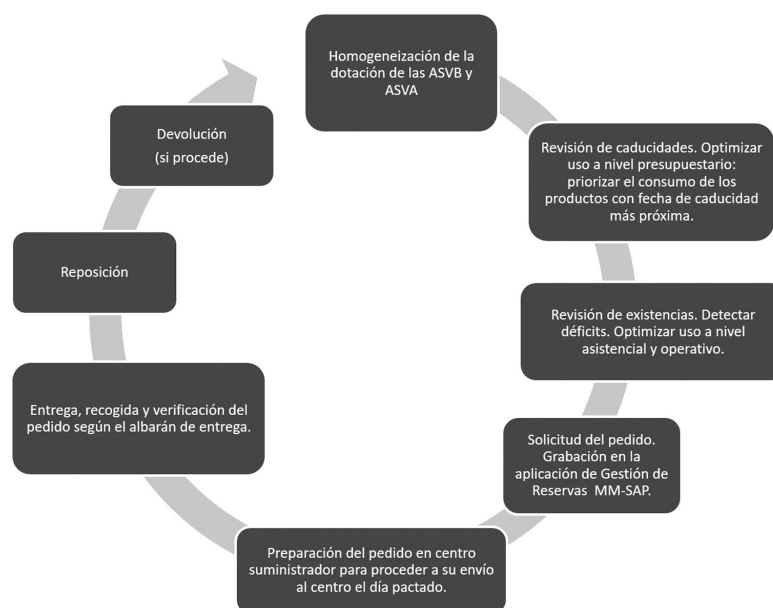 Homogeneización de la
dotación de las ASVB y
ASVA
Revisión de caducidades. Optimizar
uso a nivel presupuestario:
priorizar el consumo de los
productos con fecha de caducidad
más próxima.
Revisión de existencias. Detectar
déficits. Optimizar uso a nivel
asistencial y operativo.
Solicitud del pedido.
Grabación en la
aplicación de Gestión de
Reservas MM-SAP.
Preparación del pedido en centro
suministrador para proceder a su envío
al centro el día pactado.
Entrega, recogida y verificación del
pedido según el albarán de entrega.
Reposición
Devolución
(si procede)